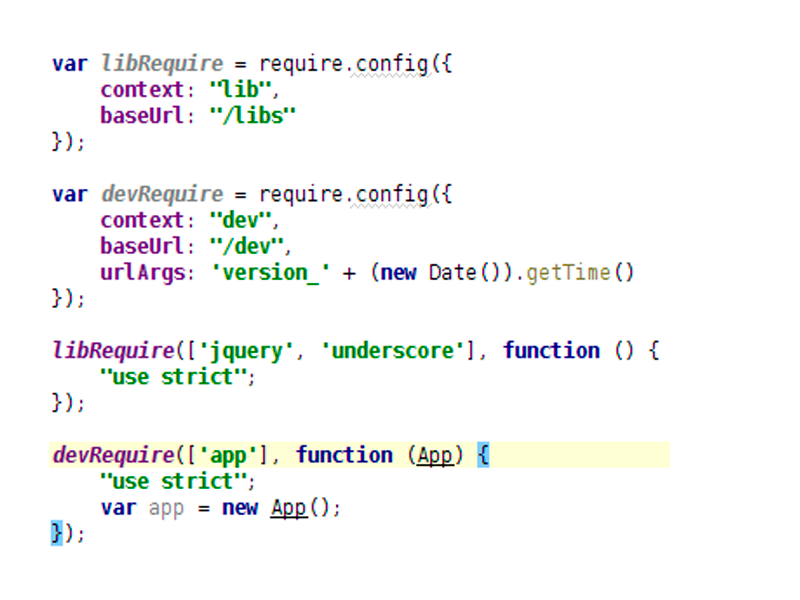 var libRequire = require.config({
    context: "lib",
    baseUrl: "/libs"
});

var devRequire = require.config({
    context: "dev",
    baseUrl: "/dev",
    urlArgs: 'version_' + (new Date()).getTime()
});

libRequire(['jquery', 'underscore'], function () {
    "use strict";
});

devRequire(['app'], function (App) {
    "use strict";
    var app = new App();
});